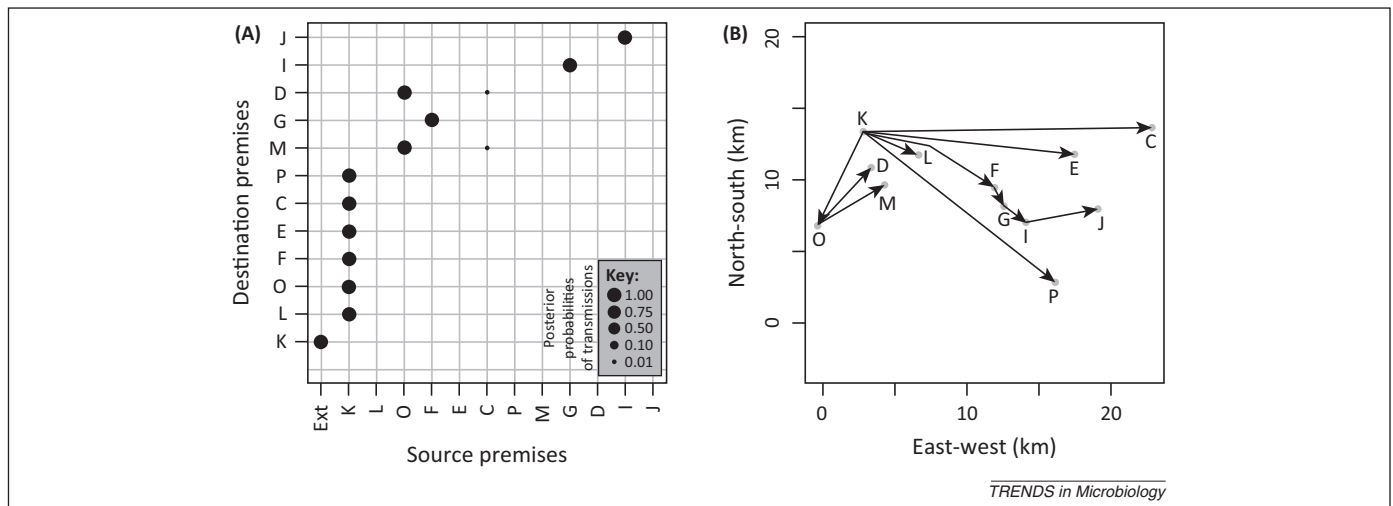 (A)
Destination premises
J
I
D
G
M
P
C
E
F
O
L
K
Key:
Posterior
probabilities
of transmissions
1.00
0.75
0.50
0.10
0.01
Ext K L O F E C P M G D I J
Source premises
(B)
North-south (km)
20
10
0
K
C
L
E
D
F
M
G
J
I
O
P
0 10 20
East-west (km)
TRENDS in Microbiology